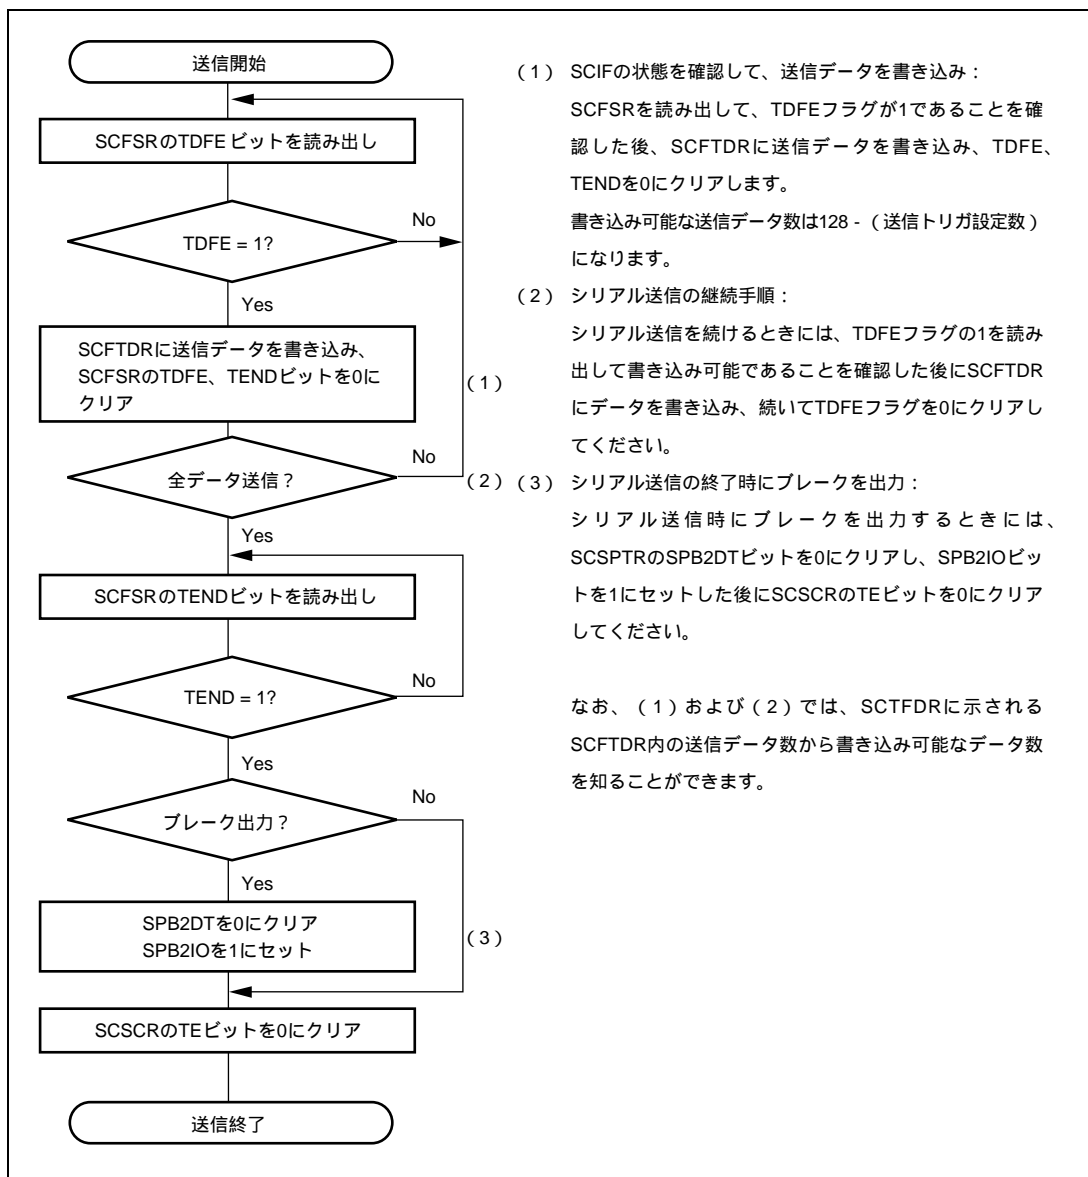 送信開始
SCFSRのTDFEビットを読み出し
TDFE = 1?
No
Yes
SCFTDRに送信データを書き込み、
SCFSRのTDFE、TENDビットを0に
クリア
（1）
全データ送信？
No
（2）
Yes
SCFSRのTENDビットを読み出し
TEND = 1?
No
Yes
ブレーク出力？
No
Yes
SPB2DTを0にクリア
SPB2IOを1にセット
（3）
SCSCRのTEビットを0にクリア
送信終了
（1） SCIFの状態を確認して、送信データを書き込み：
SCFSRを読み出して、TDFEフラグが1であることを確
認した後、SCFTDRに送信データを書き込み、TDFE、
TENDを0にクリアします。
書き込み可能な送信データ数は128 - （送信トリガ設定数）
になります。
（2） シリアル送信の継続手順：
シリアル送信を続けるときには、TDFEフラグの1を読み
出して書き込み可能であることを確認した後にSCFTDR
にデータを書き込み、続いてTDFEフラグを0にクリアし
てください。
（3） シリアル送信の終了時にブレークを出力：
シリアル送信時にブレークを出力するときには、
SCSPTRのSPB2DTビットを0にクリアし、SPB2IOビッ
トを1にセットした後にSCSCRのTEビットを0にクリア
してください。
なお、（1）および（2）では、SCTFDRに示される
SCFTDR内の送信データ数から書き込み可能なデータ数
を知ることができます。